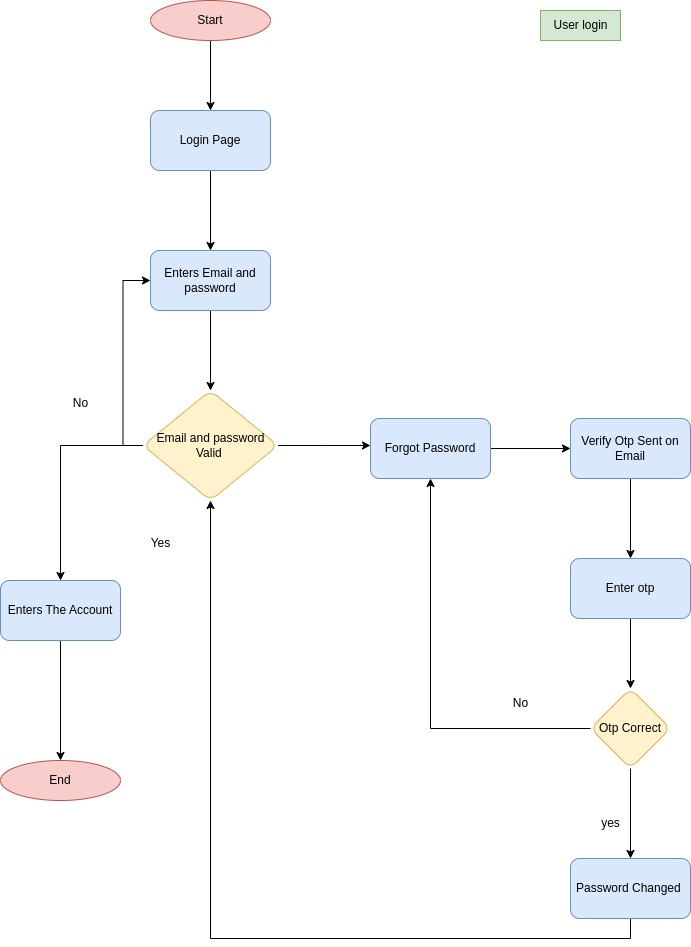 Start
User login
Login Page
Enters Email and
password
No
Email and password
Valid
Forgot Password
Verify Otp Sent on
Email
Yes
Enter otp
Enters The Account
No
Otp Correct
End
yes
Password Changed